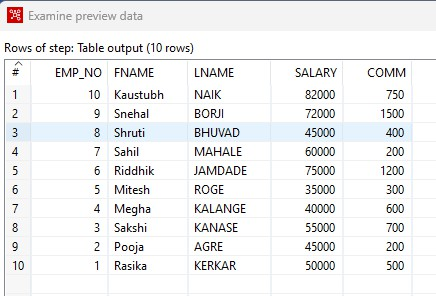 Examine preview data
Rows of step: Table output (10 rows)
# EMP_NO FNAME LNAME SALARY COMM
1 10 Kaustubh NAIK 82000 750
2 9 Snehal BORJI 72000 1500
3 8 Shruti BHUVAD 45000 400
4 7 Sahil MAHALE 60000 200
5 6 Riddhik JAMDADE 75000 1200
6 5 Mitesh ROGE 35000 300
7 4 Megha KALANGE 40000 600
8 3 Sakshi KANASE 55000 700
9 2 Pooja AGRE 45000 200
10 1 Rasika KERKAR 50000 500